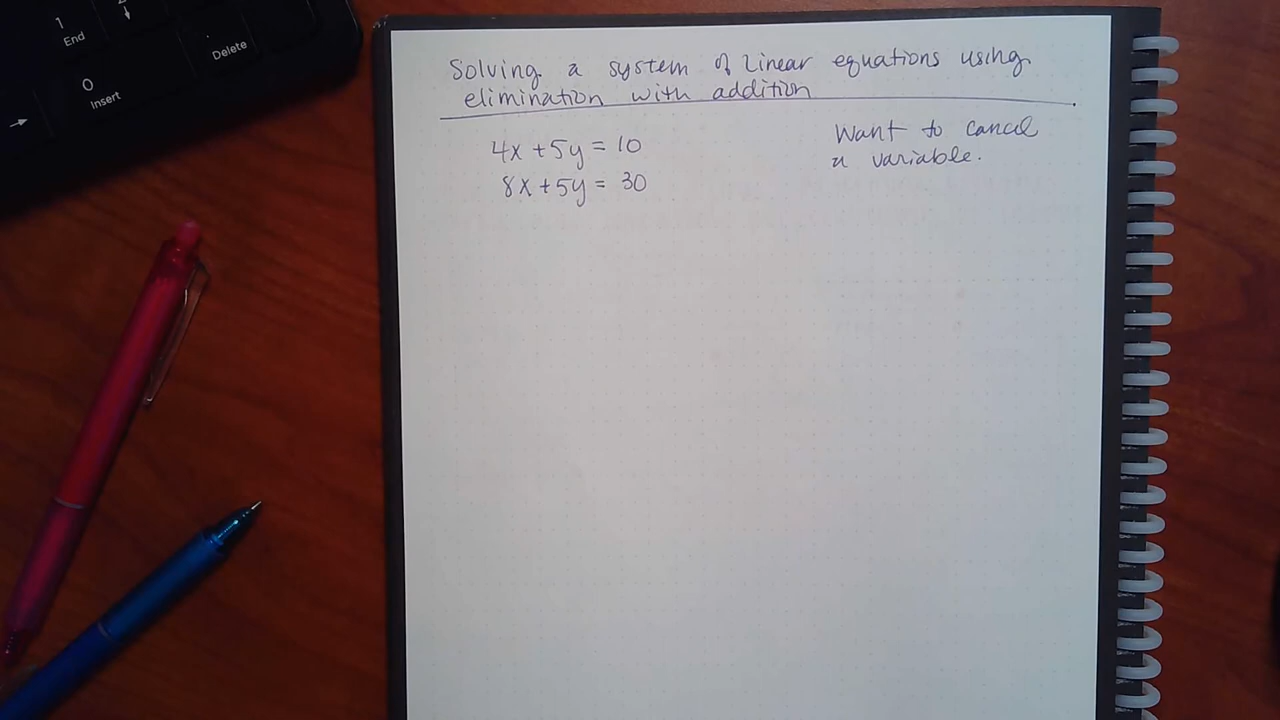 1
End
Delete
0
Insert
Solving a system of linear equations using
elimination with addition
4x + 5y = 10
8x + 5y = 30
Want to cancel
a variable.